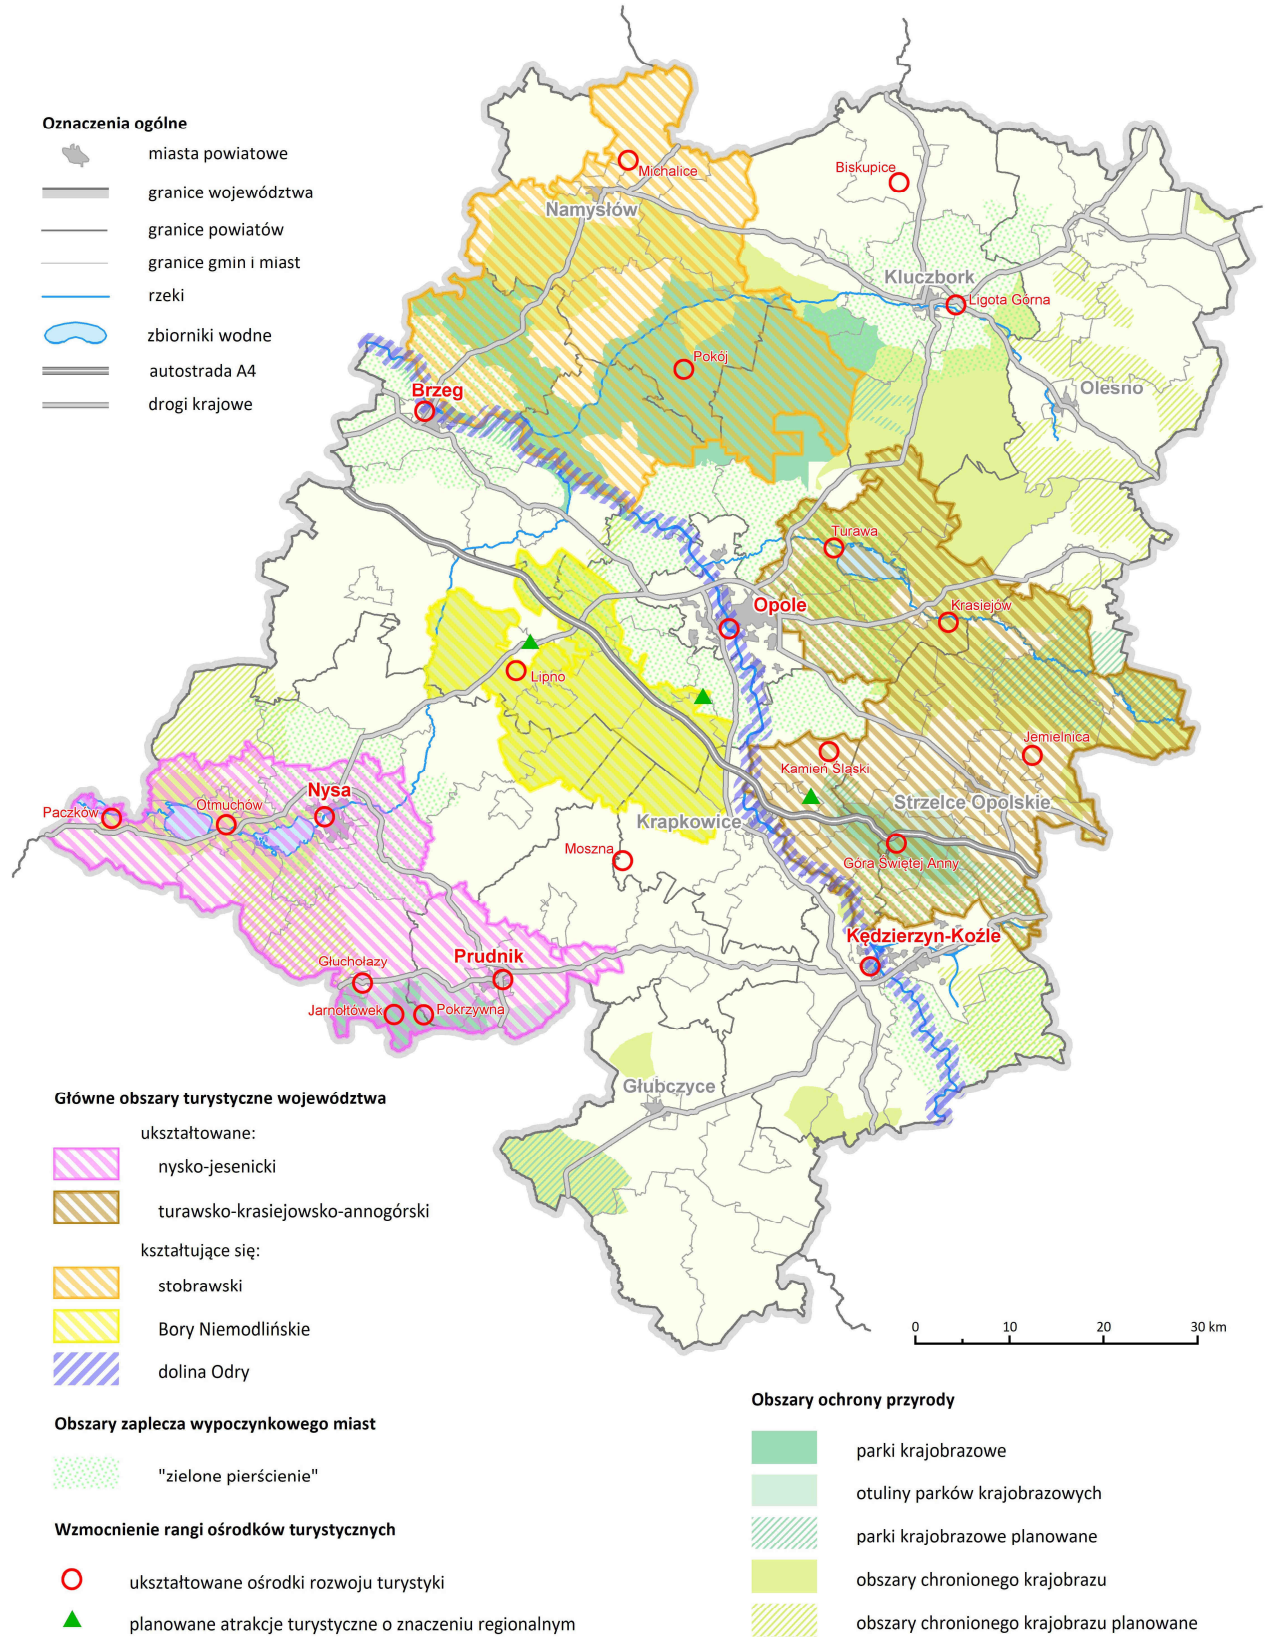 Oznaczenia ogólne
miasta powiatowe
granice województwa
granice powiatów
granice gmin i miast
rzeki
zbiorniki wodne
autostrada A4
drogi krajowe
Michalice
Biskupice
Namysłów
Kluczbork
Ligota Górna
Pokój
Olesno
Brzeg
Turawa
Opole
Krasiejów
Lipno
Jemielnica
Kamień Śląski
Nysa
Otmuchów
Paczków
Strzelce Opolskie
Krapkowice
Moszna
Góra Świętej Anny
Kędzierzyn-Koźle
Prudnik
Głuchołazy
Jarnołtówek
Pokrzywna
Głubczyce
Główne obszary turystyczne województwa
ukształtowane:
nysko-jesenicki
turawsko-krasiejowsko-annogórski
kształtujące się:
stobrawski
Bory Niemodlińskie
dolina Odry
Obszary zaplecza wypoczynkowego miast
"zielone pierścienie"
Wzmocnienie rangi ośrodków turystycznych
ukształtowane ośrodki rozwoju turystyki
planowane atrakcje turystyczne o znaczeniu regionalnym
0 10 20 30 km
Obszary ochrony przyrody
parki krajobrazowe
otuliny parków krajobrazowych
parki krajobrazowe planowane
obszary chronionego krajobrazu
obszary chronionego krajobrazu planowane